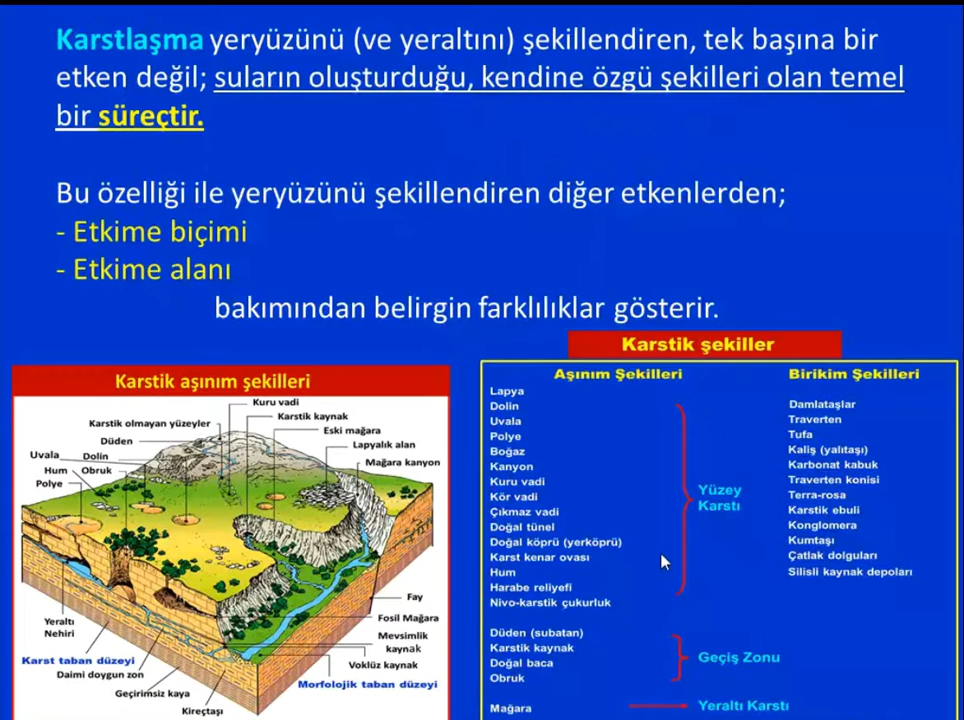 Karstlaşma yeryüzünü (ve yeraltını) şekillendiren, tek başına bir
etken değil; suların oluşturduğu, kendine özgü şekilleri olan temel
bir süreçtir.
Bu özelliği ile yeryüzünü şekillendiren diğer etkenlerden;
- Etkime biçimi
- Etkime alanı
bakımından belirgin farklılıklar gösterir.
Karstik aşınım şekilleri
Kuru vadi
Karstik kaynak
Karstik olmayan yüzeyler
Eski mağara
Düden
Lapyalık alan
Uvala
Dolin
Mağara kanyon
Hum
Obruk
Polye
Fay
Fosil Mağara
Yeraltı
Nehiri
Mevsimlik
kaynak
Karst taban düzeyi
Voklüz kaynak
Daimi doygun zon
Morfolojik taban düzeyi
Geçirimsiz kaya
Kireçtaşı
Karstik şekiller
Aşınım Şekilleri
Lapya
Dolin
Uvala
Polye
Boğaz
Kanyon
Kuru vadi
Kör vadi
Çıkmaz vadi
Doğal tünel
Doğal köprü (yerköprü)
Karst kenar ovası
Hum
Harabe reliyefi
Nivo-karstik çukurluk
Yüzey
Karstı
Düden (subatan)
Karstik kaynak
Doğal baca
Obruk
Geçiş Zonu
Mağara
Yeraltı Karstı
Birikim Şekilleri
Damlataşlar
Traverten
Tufa
Kaliş (yalıtaşı)
Karbonat kabuk
Traverten konisi
Terra-rosa
Karstik ebuli
Konglomera
Kumtaşı
Çatlak dolguları
Silisli kaynak depoları